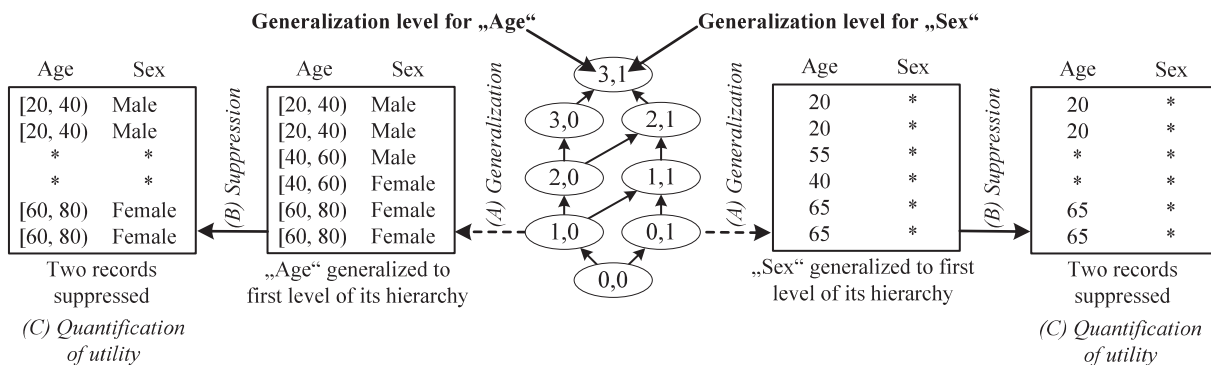 Generalization level for „Age“ Generalization level for „Sex“
Age Sex
[20, 40) Male
[20, 40) Male
* *
* *
[60, 80) Female
[60, 80) Female
Two records
suppressed
(C) Quantification
of utility
(B) Suppression
Age Sex
[20, 40) Male
[20, 40) Male
[40, 60) Male
[40, 60) Female
[60, 80) Female
[60, 80) Female
„Age“ generalized to
first level of its hierarchy
(A) Generalization
3,1
3,0 2,1
2,0 1,1
1,0 0,1
0,0
(A) Generalization
Age Sex
20 *
20 *
55 *
40 *
65 *
65 *
„Sex“ generalized to first
level of its hierarchy
(B) Suppression
Age Sex
20 *
20 *
* *
* *
65 *
65 *
Two records
suppressed
(C) Quantification
of utility